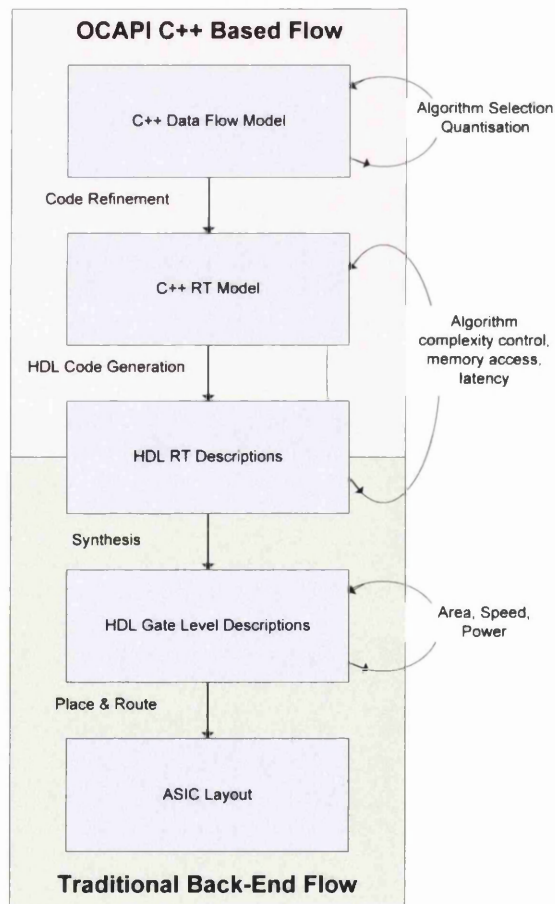 OCAPI C++ Based Flow
C++ Data Flow Model
Algorithm Selection
Quantisation
Code Refinement
C++ RT Model
Algorithm
complexity control,
memory access,
latency
HDL Code Generation
HDL RT Descriptions
Synthesis
HDL Gate Level Descriptions
Area, Speed,
Power
Place & Route
ASIC Layout
Traditional Back-End Flow